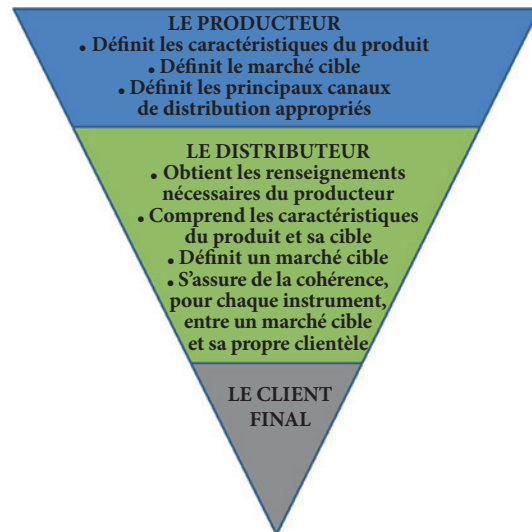 LE PRODUCTEUR
• Définit les caractéristiques du produit
• Définit le marché cible
• Définit les principaux canaux
de distribution appropriés
LE DISTRIBUTEUR
• Obtient les renseignements
nécessaires du producteur
• Comprend les caractéristiques
du produit et sa cible
• Définit un marché cible
• S’assure de la cohérence,
pour chaque instrument,
entre un marché cible
et sa propre clientèle
LE CLIENT
FINAL